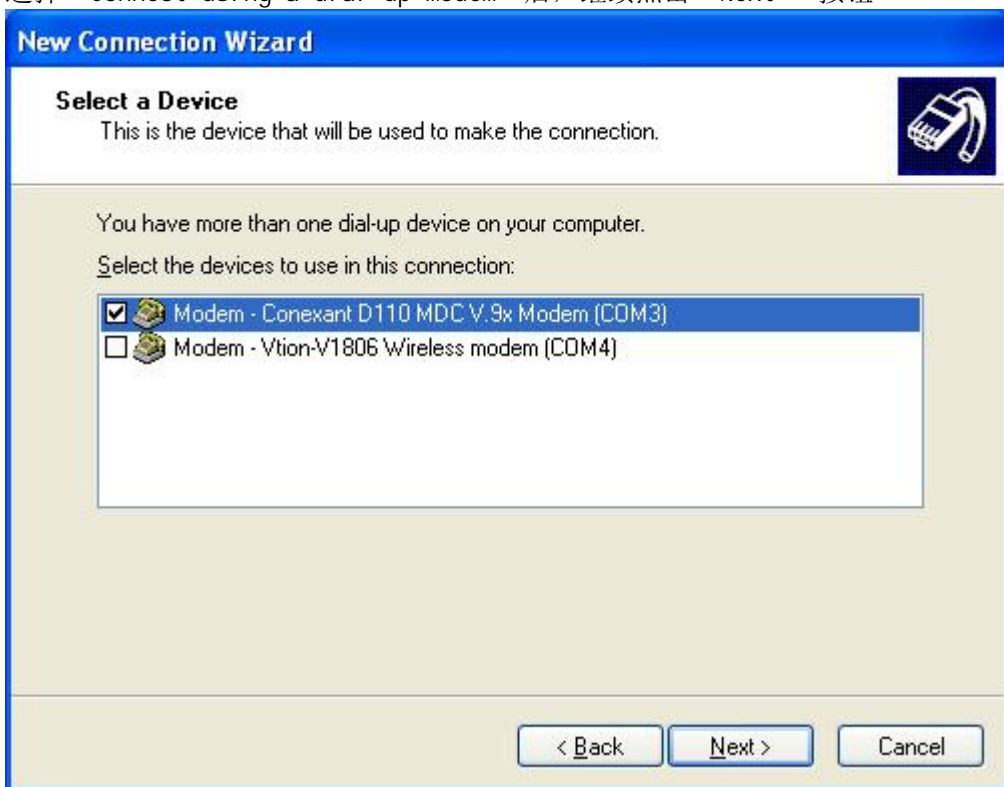 New Connection Wizard
Select a Device
This is the device that will be used to make the connection.
You have more than one dial-up device on your computer.
Select the devices to use in this connection:
Modem - Conexant D110 MDC V.9x Modem (COM3)
Modem - Vtion-V1806 Wireless modem (COM4)
< Back
Next >
Cancel